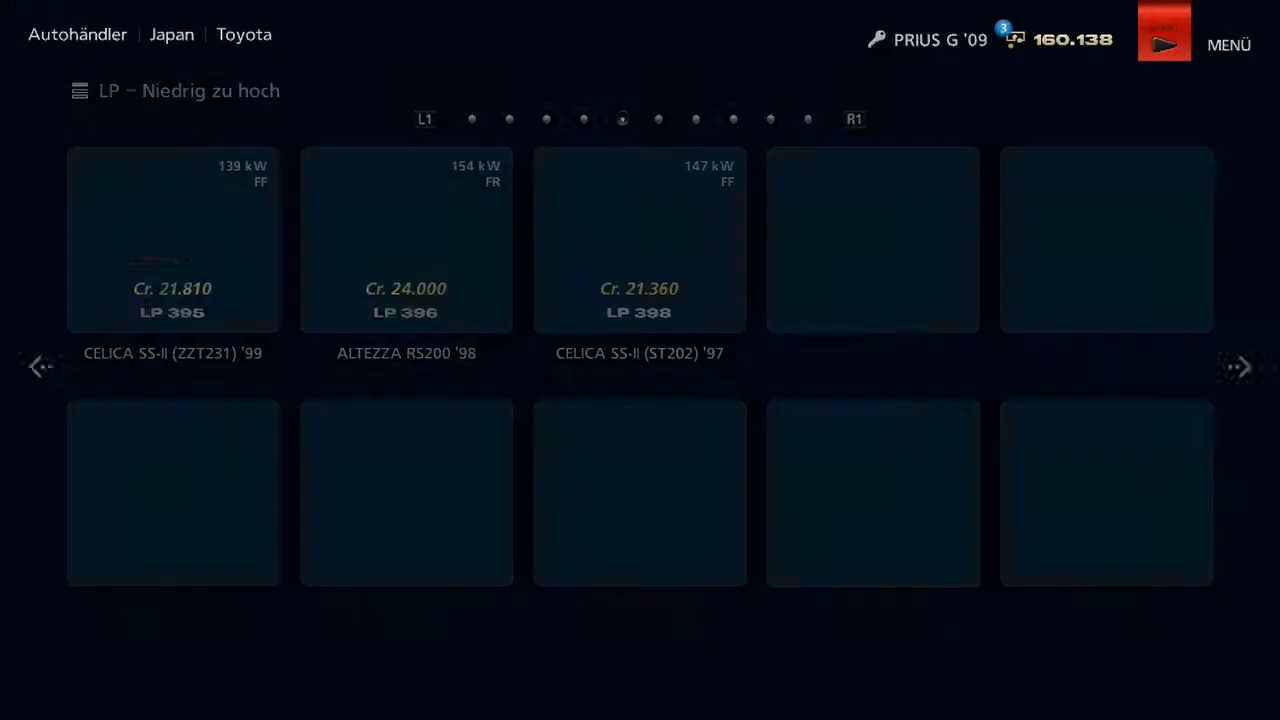 Autohändler | Japan | Toyota
PRIUS G '09
3
160.138
MENÜ
LP – Niedrig zu hoch
L1
R1
139 kW
FF
Cr. 21.810
LP 395
CELICA SS-II (ZZT231) '99
154 kW
FR
Cr. 24.000
LP 396
ALTEZZA RS200 '98
147 kW
FF
Cr. 21.360
LP 398
CELICA SS-II (ST202) '97